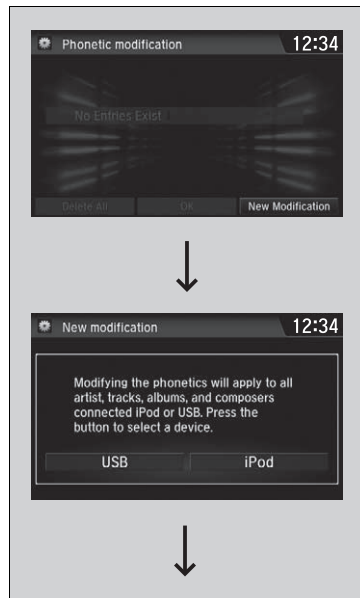 Phonetic modification 12:34
No Entries Exist
Delete All OK New Modification
New modification 12:34
Modifying the phonetics will apply to all
artist, tracks, albums, and composers
connected iPod or USB. Press the
button to select a device.
USB iPod